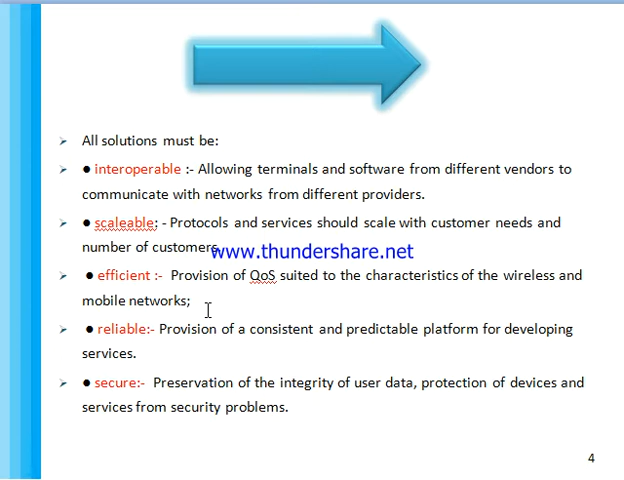 All solutions must be:
● interoperable :- Allowing terminals and software from different vendors to
communicate with networks from different providers.
● scaleable; - Protocols and services should scale with customer needs and
number of customers
www.thundershare.net
● efficient :- Provision of QoS suited to the characteristics of the wireless and
mobile networks;
● reliable:- Provision of a consistent and predictable platform for developing
services.
● secure:- Preservation of the integrity of user data, protection of devices and
services from security problems.
4